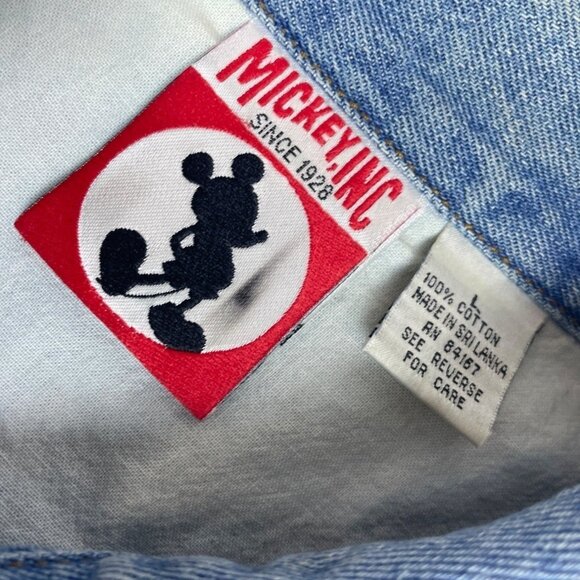 MICKEY, INC
SINCE 1928
L
100% COTTON
MADE IN SRI LANKA
RN 84167
SEE REVERSE
FOR CARE